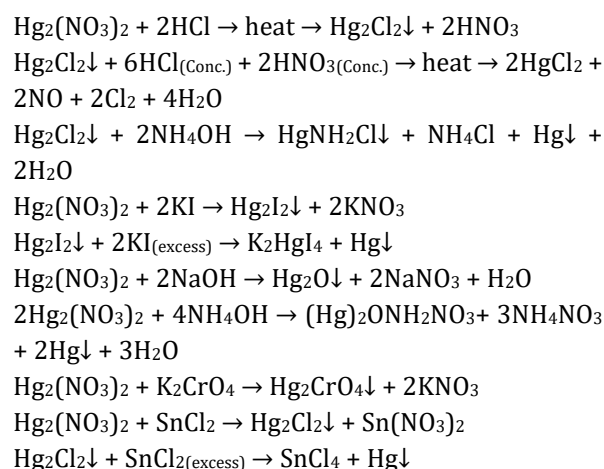 Hg₂(NO₃)₂ + 2HCl → heat → Hg₂Cl₂↓ + 2HNO₃
Hg₂Cl₂↓ + 6HCl(Conc.) + 2HNO₃(Conc.) → heat → 2HgCl₂ +
2NO + 2Cl₂ + 4H₂O
Hg₂Cl₂↓ + 2NH₄OH → HgNH₂Cl↓ + NH₄Cl + Hg↓ +
2H₂O
Hg₂(NO₃)₂ + 2KI → Hg₂I₂↓ + 2KNO₃
Hg₂I₂↓ + 2KI(excess) → K₂HgI₄ + Hg↓
Hg₂(NO₃)₂ + 2NaOH → Hg₂O↓ + 2NaNO₃ + H₂O
2Hg₂(NO₃)₂ + 4NH₄OH → (Hg)₂ONH₂NO₃+ 3NH₄NO₃
+ 2Hg↓ + 3H₂O
Hg₂(NO₃)₂ + K₂CrO₄ → Hg₂CrO₄↓ + 2KNO₃
Hg₂(NO₃)₂ + SnCl₂ → Hg₂Cl₂↓ + Sn(NO₃)₂
Hg₂Cl₂↓ + SnCl₂(excess) → SnCl₄ + Hg↓